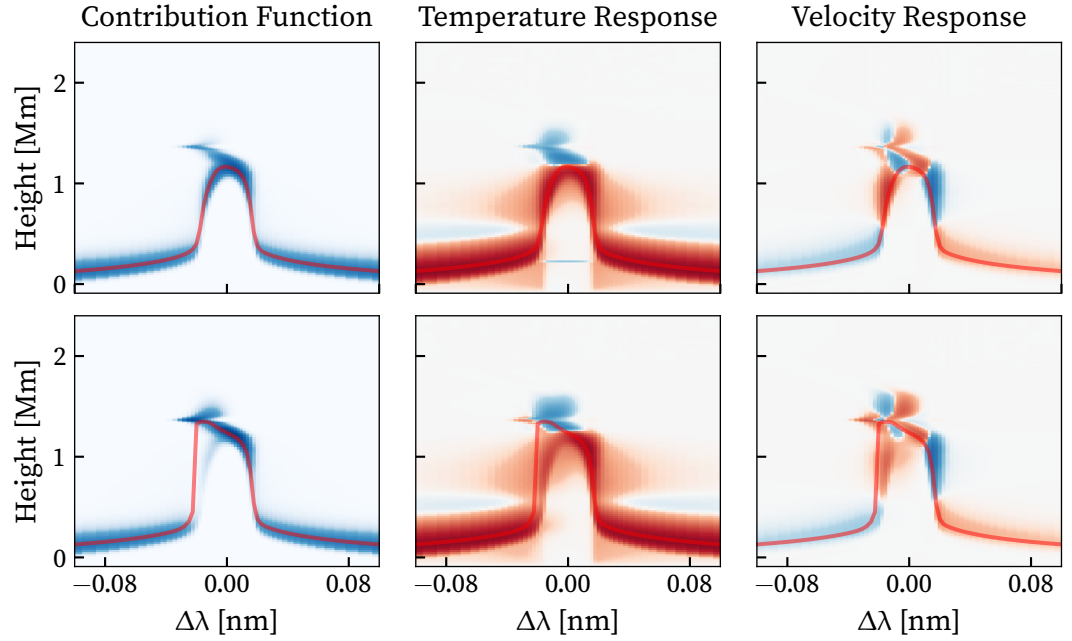 Contribution Function Temperature Response Velocity Response
Height [Mm]
2
1
0
Height [Mm]
2
1
0
−0.08 0.00 0.08 −0.08 0.00 0.08 −0.08 0.00 0.08
Δλ [nm] Δλ [nm] Δλ [nm]